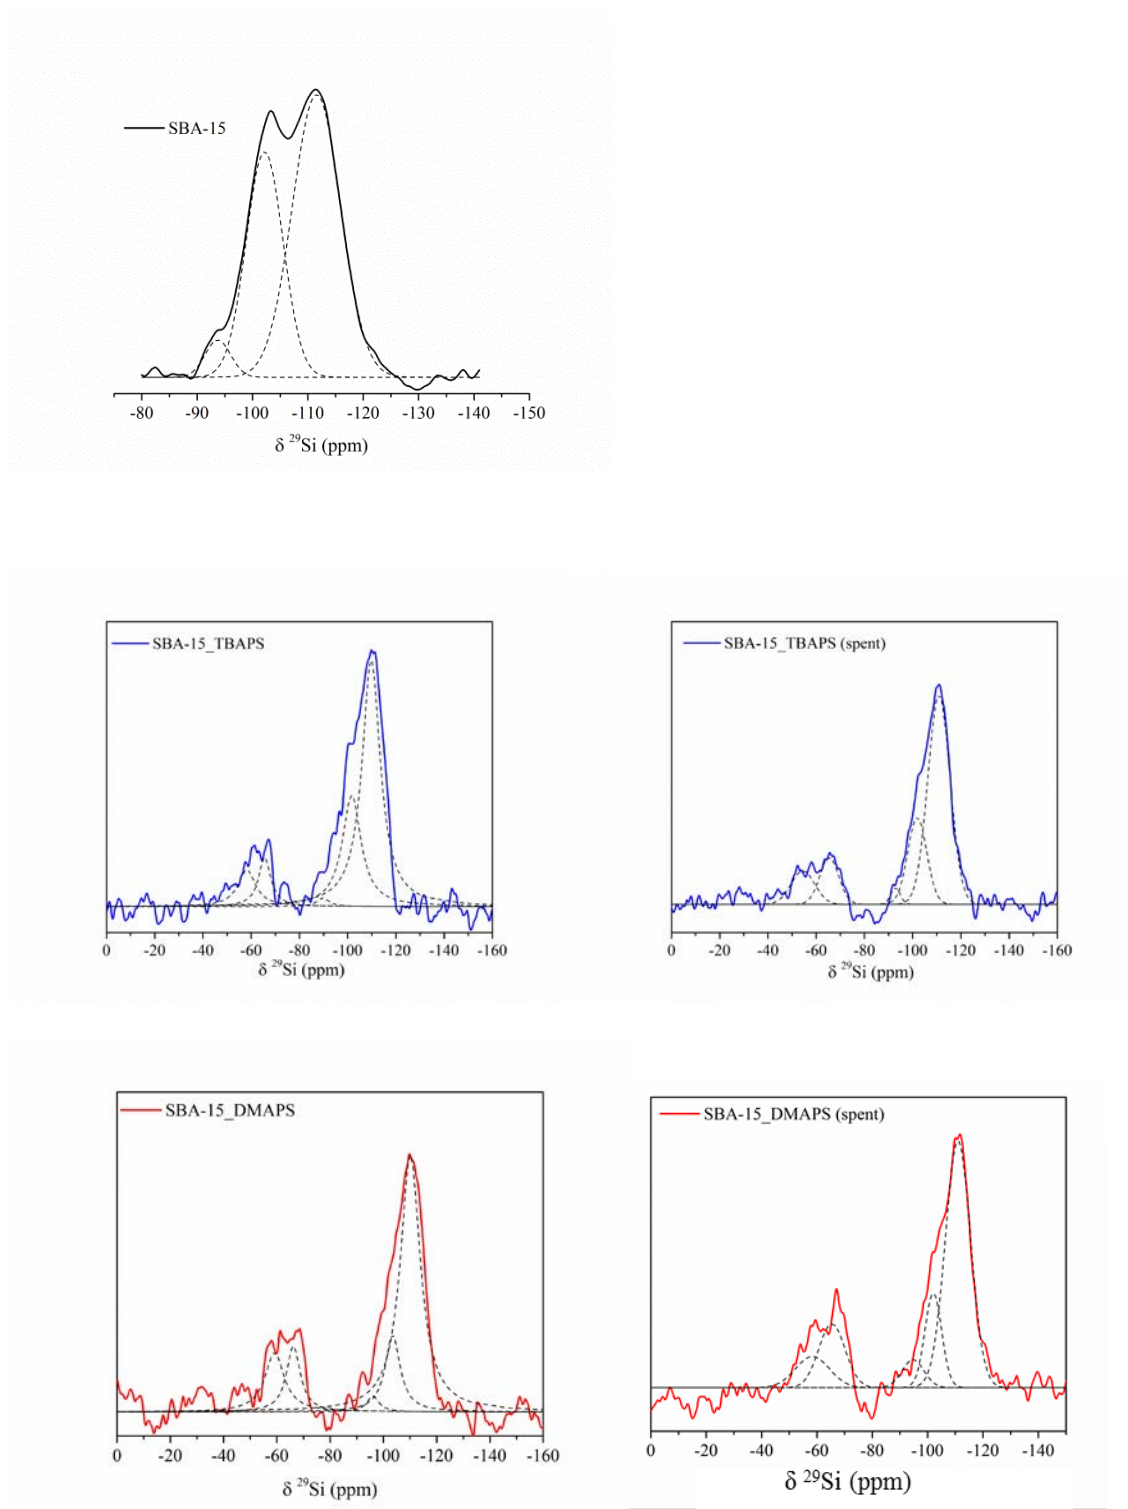 SBA-15
-80 -90 -100 -110 -120 -130 -140 -150
δ ²⁹Si (ppm)
SBA-15_TBAPS
0 -20 -40 -60 -80 -100 -120 -140 -160
δ ²⁹Si (ppm)
SBA-15_TBAPS (spent)
0 -20 -40 -60 -80 -100 -120 -140 -160
δ ²⁹Si (ppm)
SBA-15_DMAPS
0 -20 -40 -60 -80 -100 -120 -140 -160
δ ²⁹Si (ppm)
SBA-15_DMAPS (spent)
0 -20 -40 -60 -80 -100 -120 -140
δ ²⁹Si (ppm)